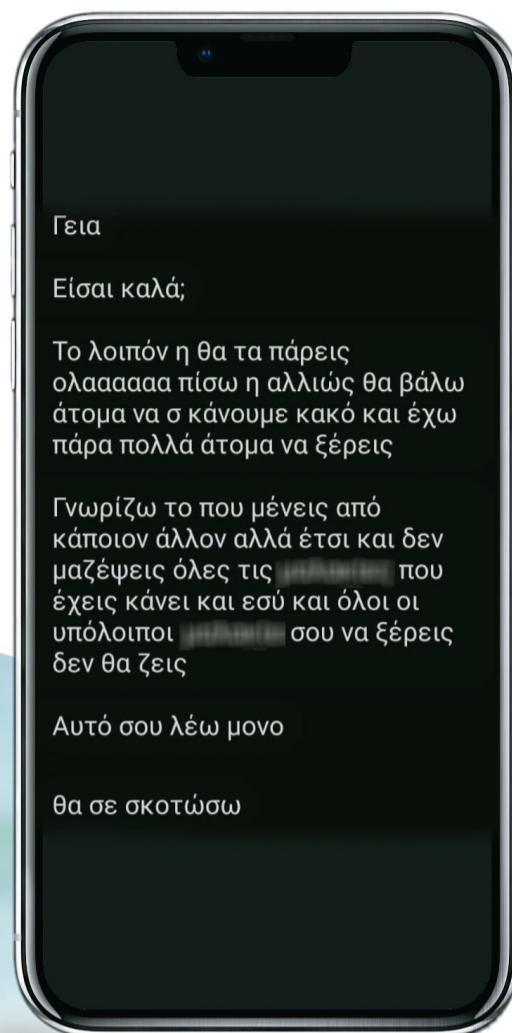 Γεια
Είσαι καλά;
Το λοιπόν η θα τα πάρεις
ολαααααα πίσω η αλλιώς θα βάλω
άτομα να σ κάνουμε κακό και έχω
πάρα πολλά άτομα να ξέρεις
Γνωρίζω το που μένεις από
κάποιον άλλον αλλά έτσι και δεν
μαζέψεις όλες τις που
έχεις κάνει και εσύ και όλοι οι
υπόλοιποι σου να ξέρεις
δεν θα ζεις
Αυτό σου λέω μονο
θα σε σκοτώσω